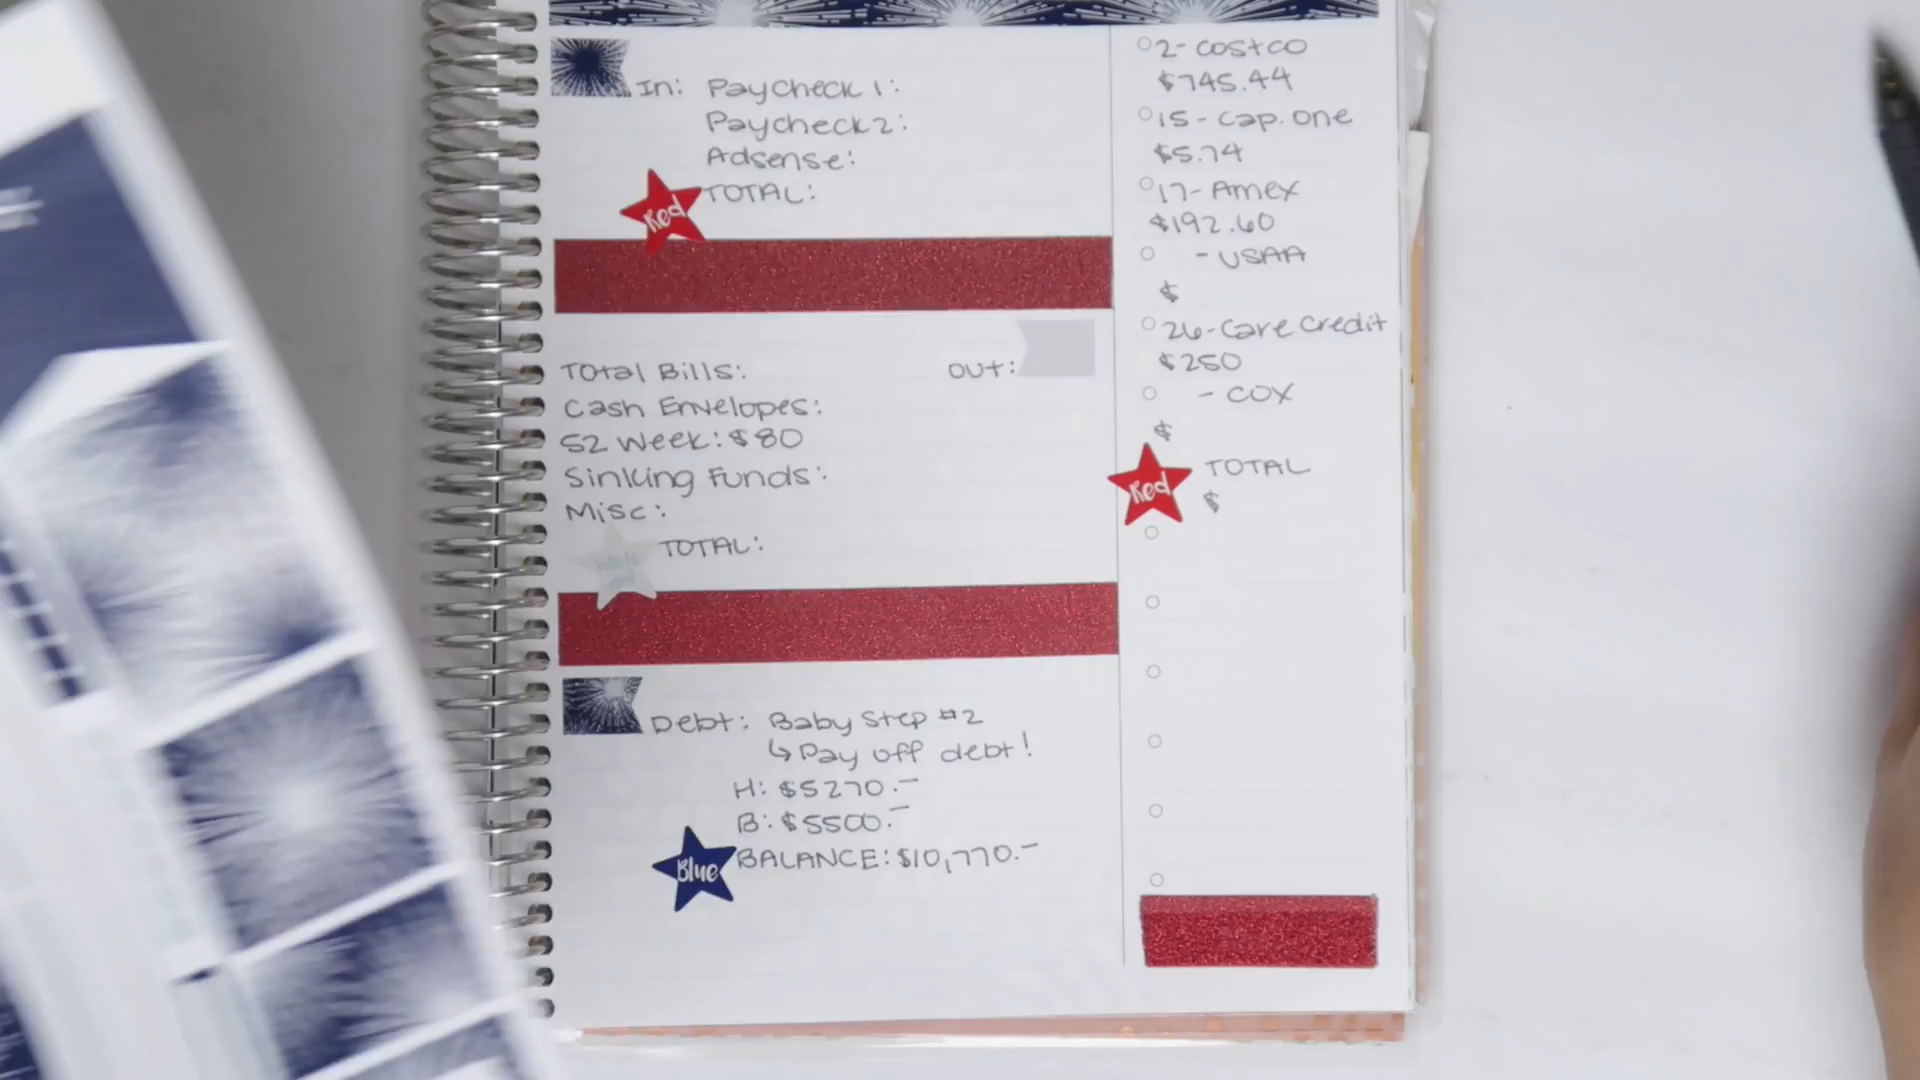 In: Paycheck 1:
Paycheck 2:
Adsense:
Red TOTAL:
Total Bills:
Out:
Cash Envelopes:
52 Week: $80
Sinking Funds:
Misc:
TOTAL:
Debt: Baby Step #2
↳ Pay off debt!
H: $5270.-
B: $5500.-
Blue BALANCE: $10,770.-
2- Costco
$745.44
15- Cap. One
$5.74
17- Amex
$192.60
- USAA
$
26- Care Credit
$250
- COX
$
Red TOTAL
$